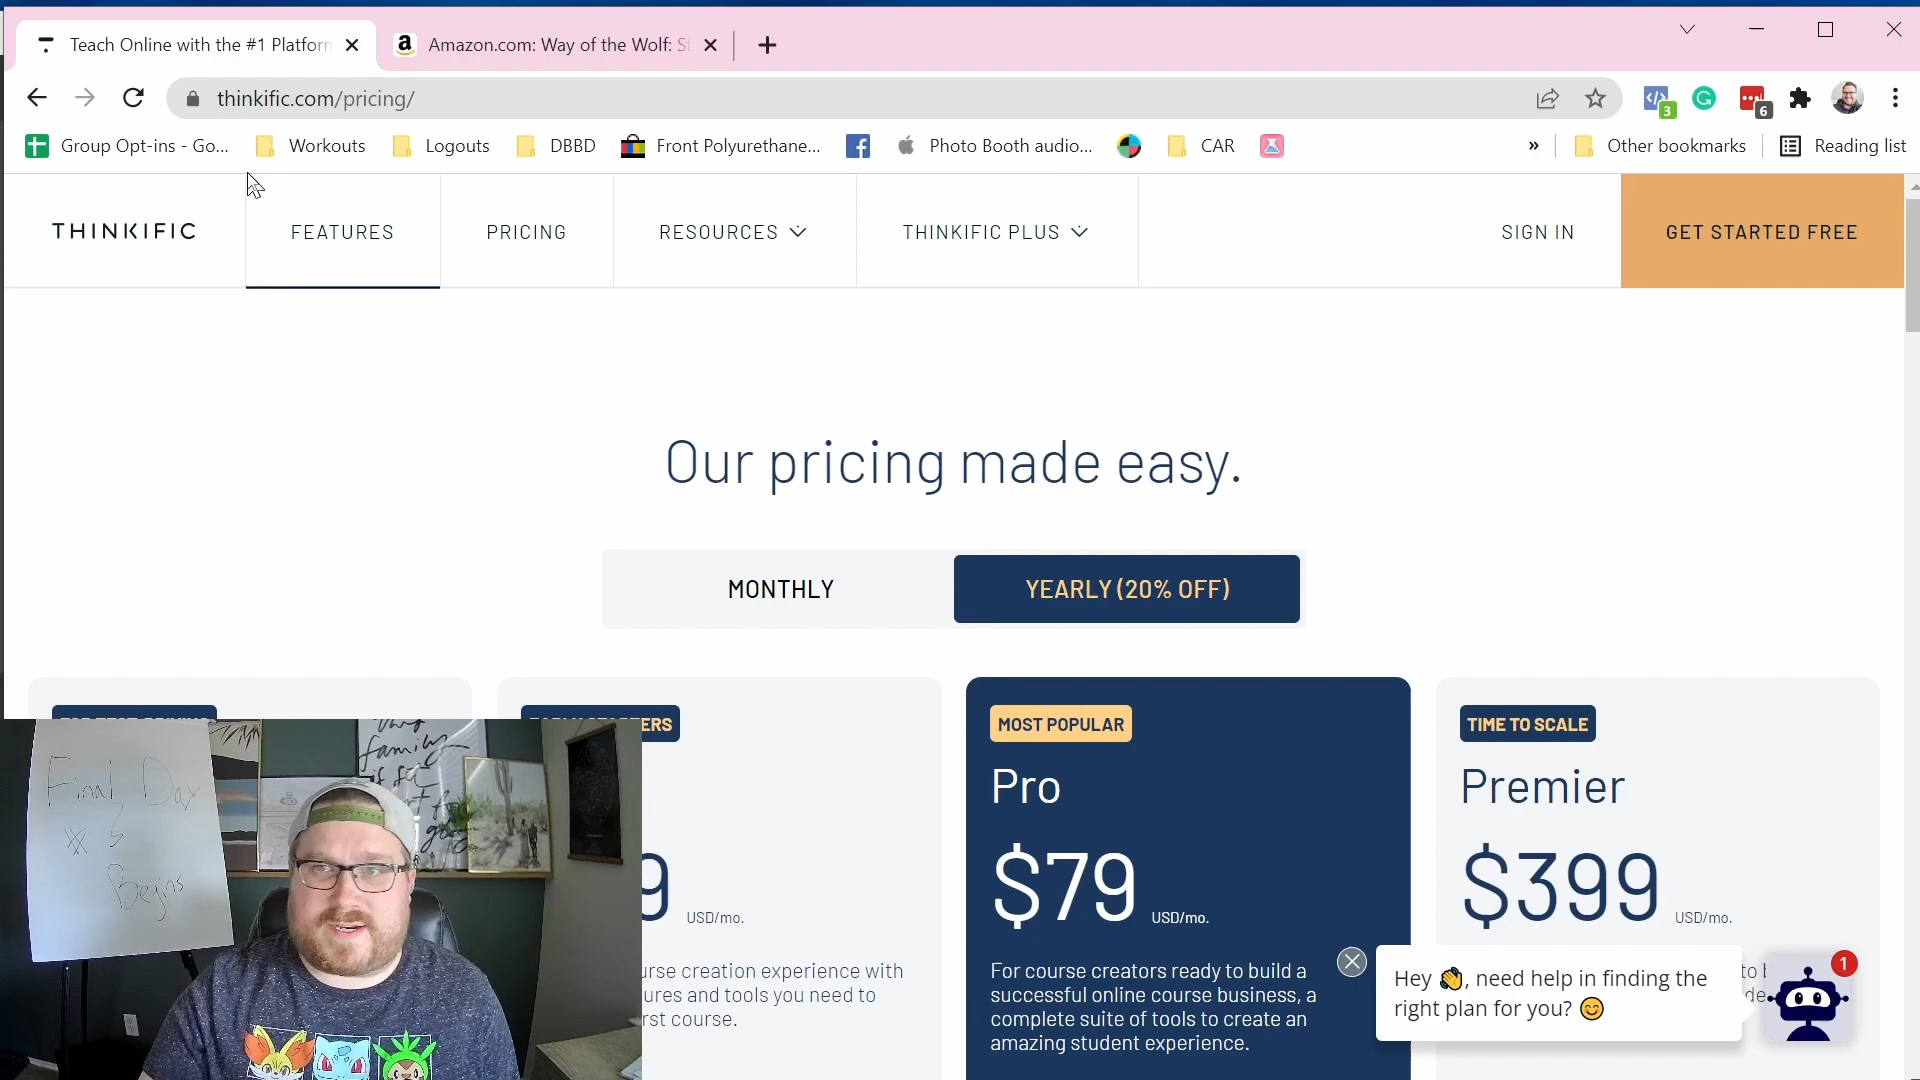 Teach Online with the #1 Platforn
Amazon.com: Way of the Wolf: St
thinkific.com/pricing/
3
6
Group Opt-ins - Go...
Workouts
Logouts
DBBD
Front Polyurethane...
Photo Booth audio...
CAR
»
Other bookmarks
Reading list
THINKIFIC
FEATURES
PRICING
RESOURCES
THINKIFIC PLUS
SIGN IN
GET STARTED FREE
Our pricing made easy.
MONTHLY
YEARLY (20% OFF)
ERS
9
USD/mo.
urse creation experience with
ures and tools you need to
rst course.
MOST POPULAR
Pro
$79
USD/mo.
For course creators ready to build a
successful online course business, a
complete suite of tools to create an
amazing student experience.
TIME TO SCALE
Premier
$399
USD/mo.
Hey 👋, need help in finding the
right plan for you? 😊
1
Final Day
Begins
family